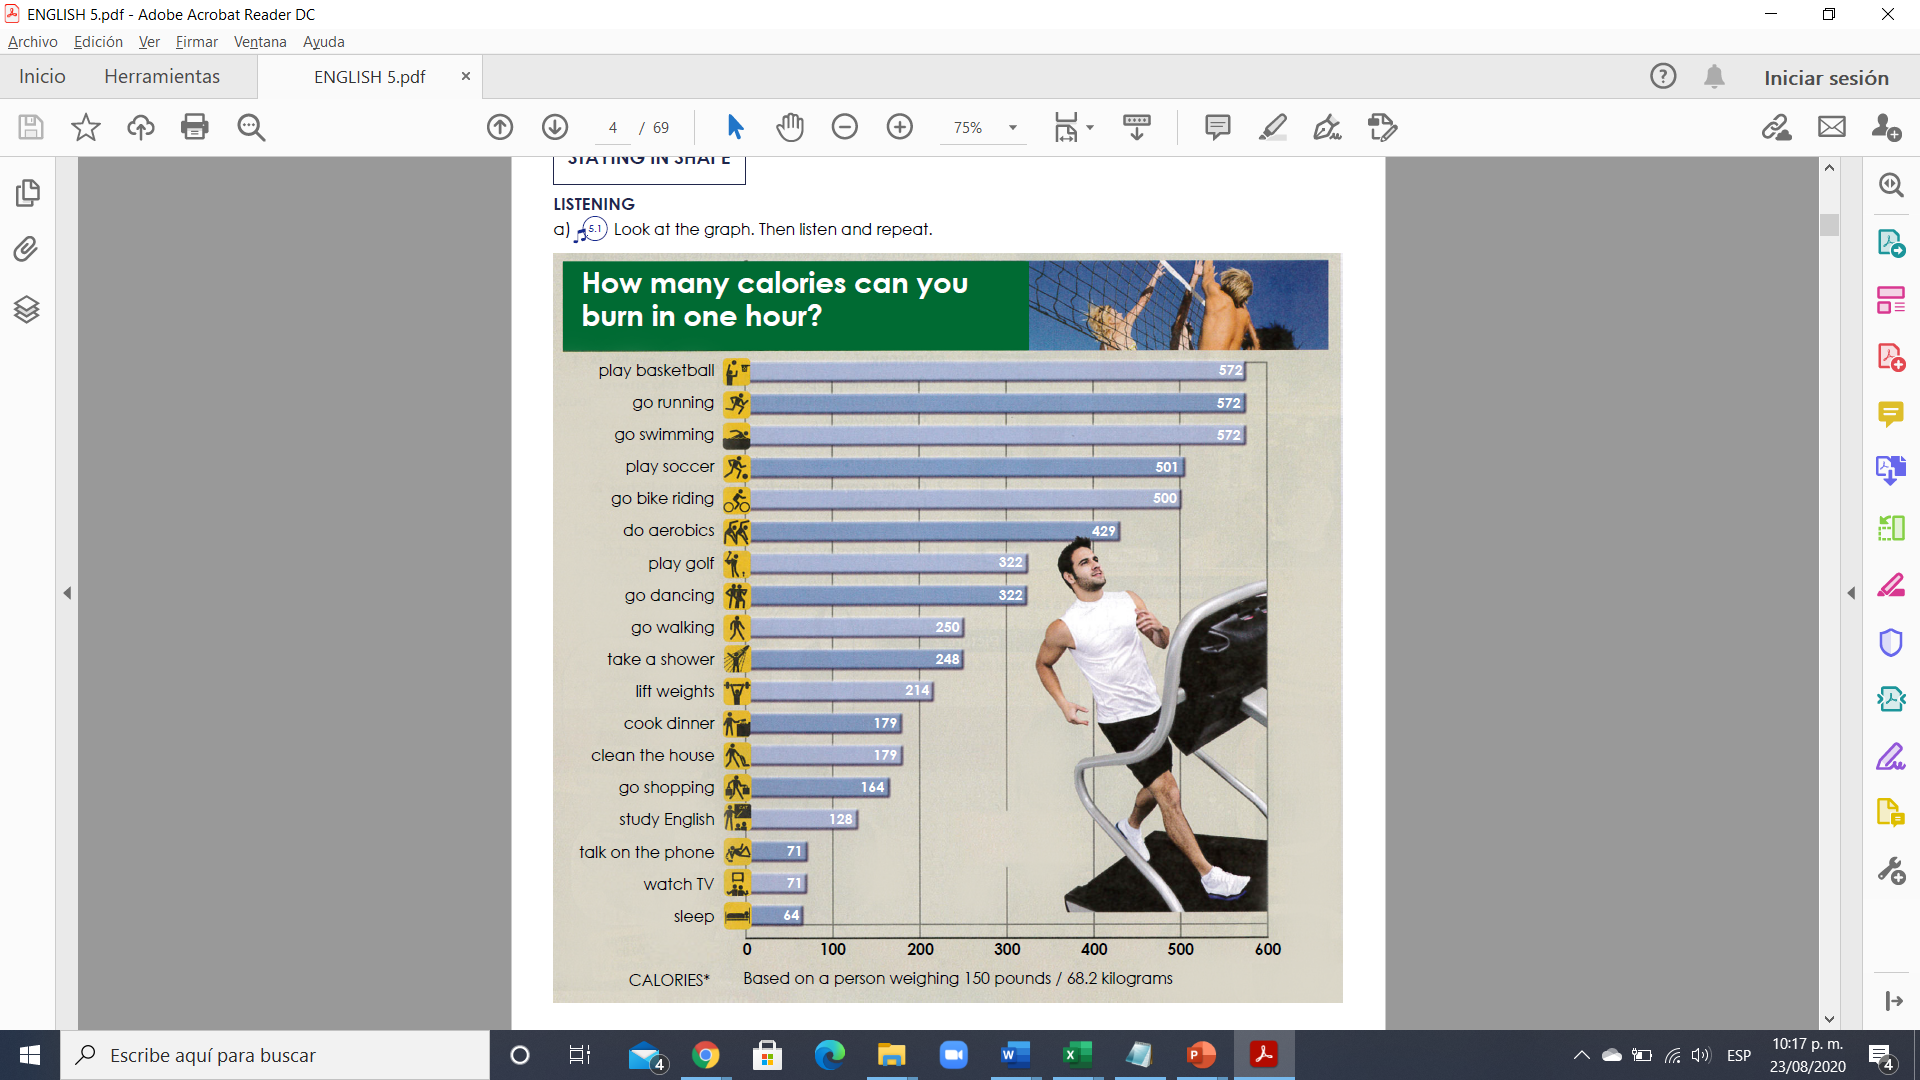 ENGLISH 5.pdf - Adobe Acrobat Reader DC
Archivo Edición Ver Firmar Ventana Ayuda
Inicio Herramientas ENGLISH 5.pdf × Iniciar sesión
4 / 69 75%
STAYING IN SHAPE
LISTENING
a) 5.1 Look at the graph. Then listen and repeat.
How many calories can you
burn in one hour?
play basketball 572
go running 572
go swimming 572
play soccer 501
go bike riding 500
do aerobics 429
play golf 322
go dancing 322
go walking 250
take a shower 248
lift weights 214
cook dinner 179
clean the house 179
go shopping 164
study English 128
talk on the phone 71
watch TV 71
sleep 64
0 100 200 300 400 500 600
CALORIES* Based on a person weighing 150 pounds / 68.2 kilograms
Escribe aquí para buscar 4 ESP 10:17 p. m.
23/08/2020 4